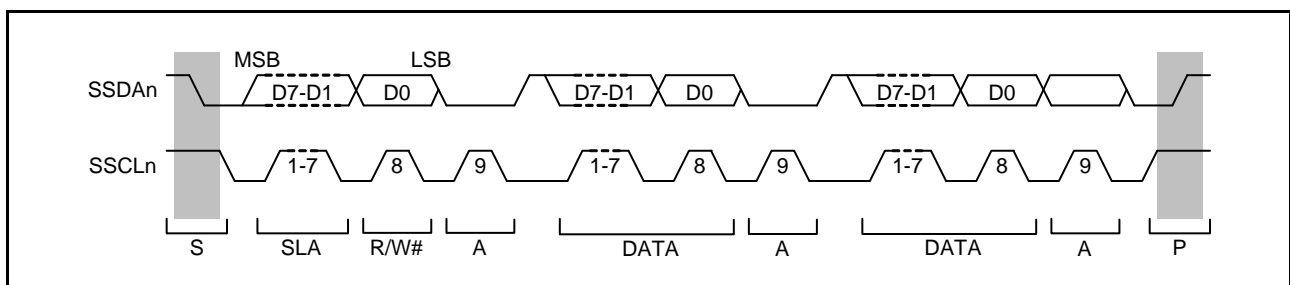 MSB LSB
SSDAn D7-D1 D0 D7-D1 D0 D7-D1 D0
SSCLn 1-7 8 9 1-7 8 9 1-7 8 9
S SLA R/W# A DATA A DATA A P